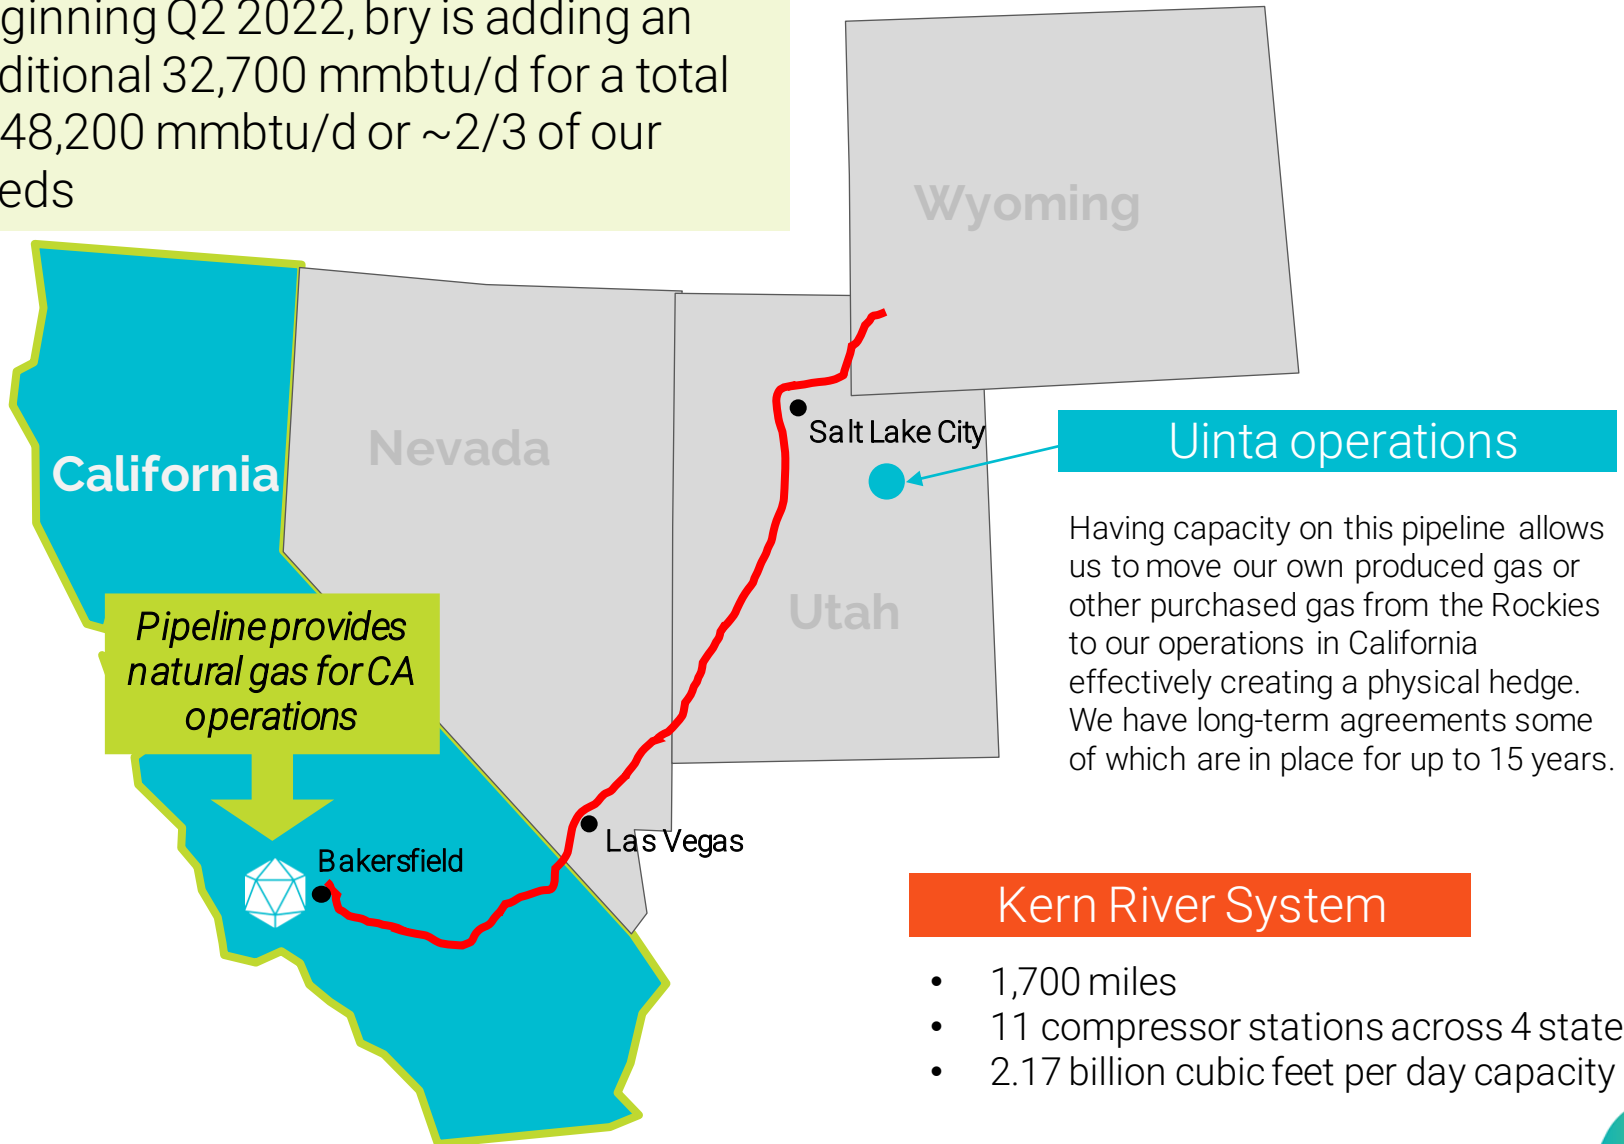 ginning Q2 2022, bry is adding an
ditional 32,700 mmbtu/d for a total
48,200 mmbtu/d or ~2/3 of our
eds
Wyoming
Nevada
California
Salt Lake City
Uinta operations
Having capacity on this pipeline allows
us to move our own produced gas or
other purchased gas from the Rockies
to our operations in California
effectively creating a physical hedge.
We have long-term agreements some
of which are in place for up to 15 years.
Utah
Pipeline provides
natural gas for CA
operations
Las Vegas
Bakersfield
Kern River System
• 1,700 miles
• 11 compressor stations across 4 state
• 2.17 billion cubic feet per day capacity